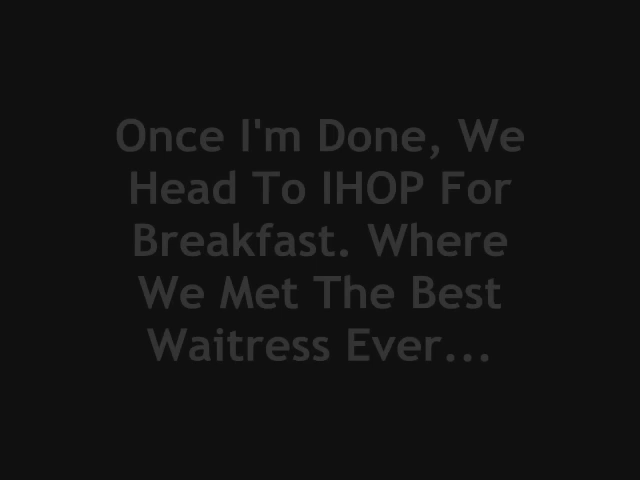 Once I'm Done, We
Head To IHOP For
Breakfast. Where
We Met The Best
Waitress Ever...